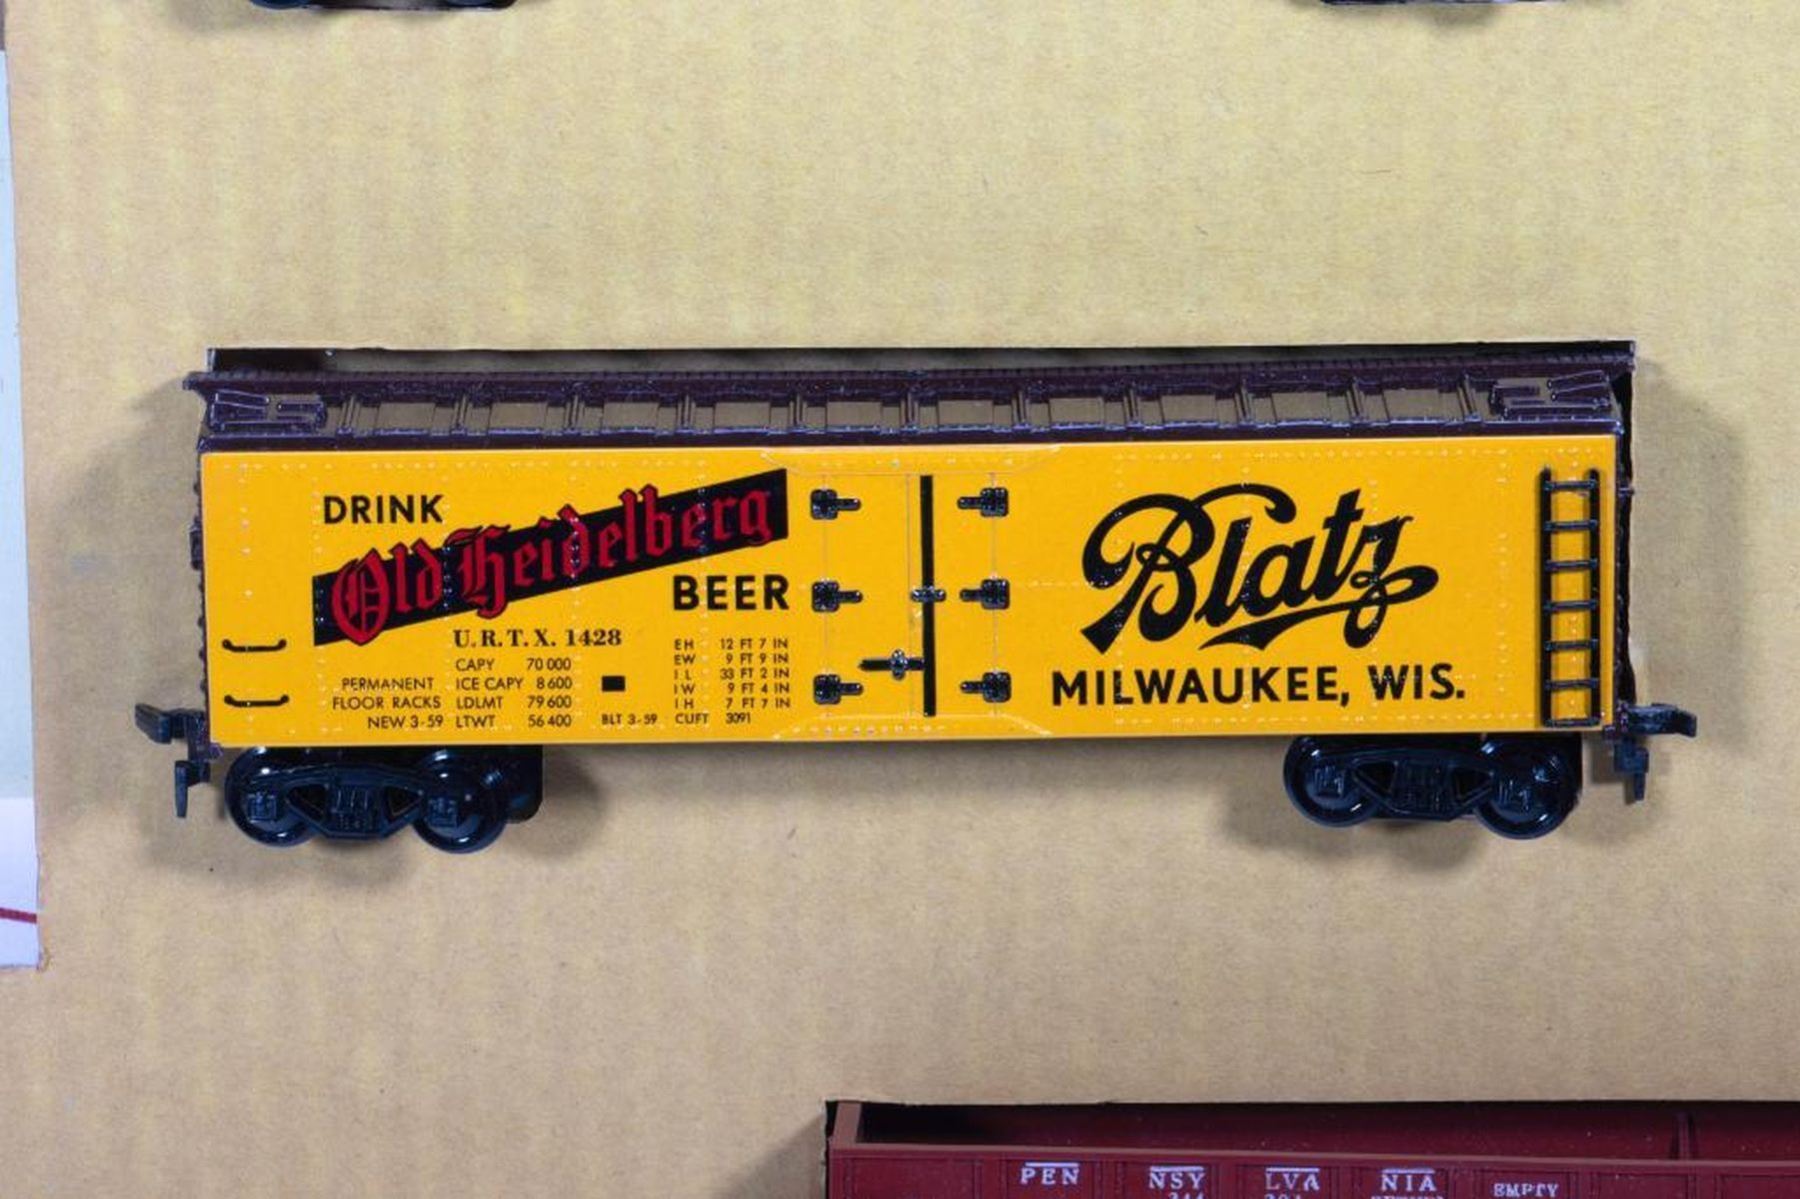 DRINK
Old Heidelberg
BEER
U.R.T.X. 1428
CAPY 70 000
PERMANENT ICE CAPY 8 600
FLOOR RACKS LDLMT 79 600
NEW 3-59 LTWT 56 400 BLT 3-59
EH 12 FT 7 IN
EW 9 FT 9 IN
IL 33 FT 2 IN
IW 9 FT 4 IN
IH 7 FT 7 IN
CUFT 3091
Blatz
MILWAUKEE, WIS.
PEN NSY LVA NIA
EMPTY